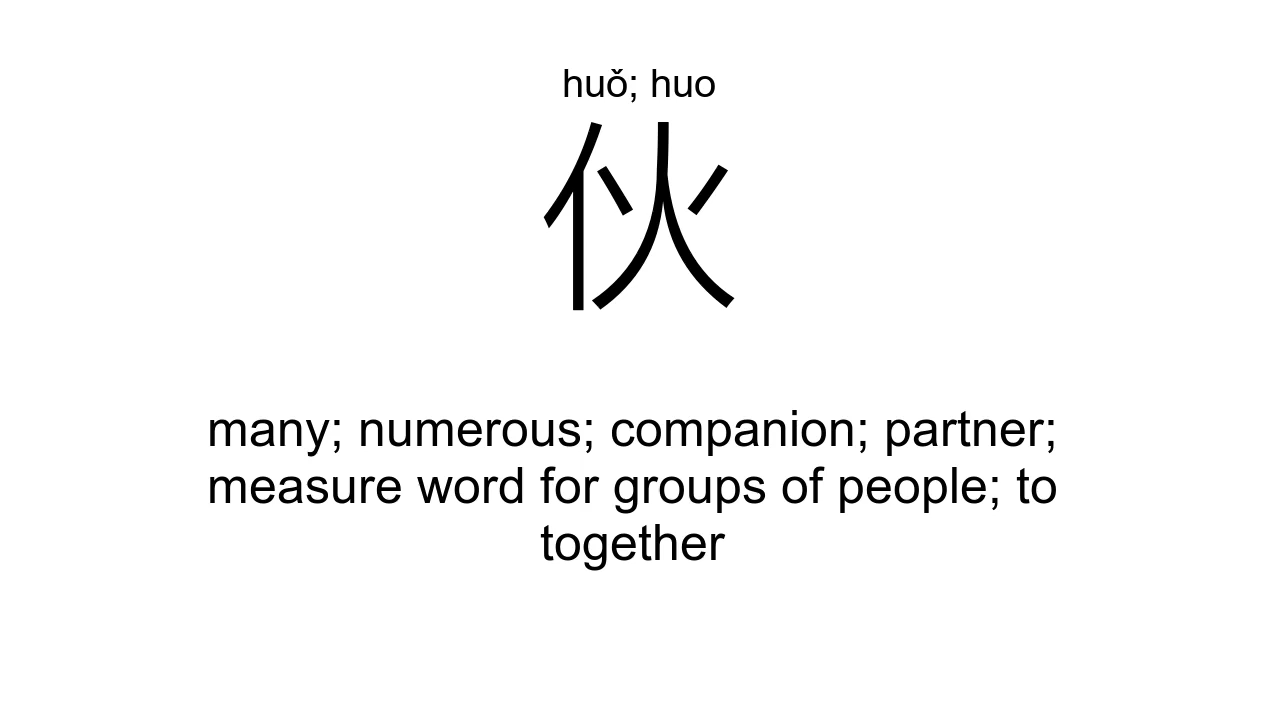 huǒ; huo
伙
many; numerous; companion; partner;
measure word for groups of people; to
together